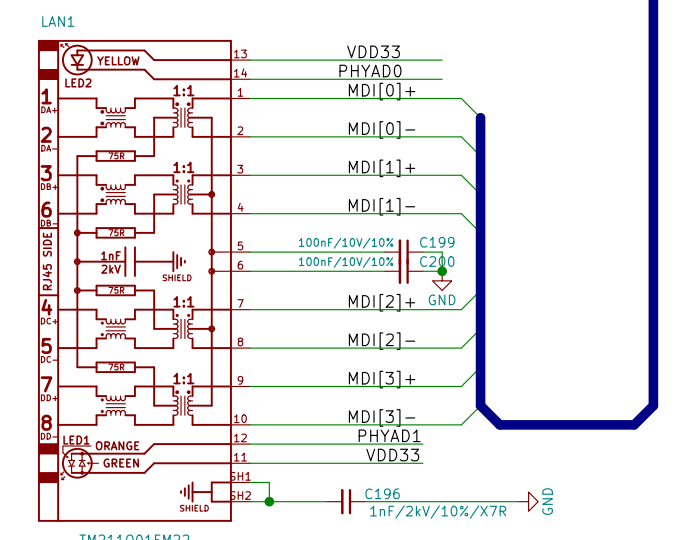 LAN1
YELLOW
LED2
13 VDD33
14 PHYAD0
1:1
1 DA+ 1 MDI[0]+
2 DA- 2 MDI[0]-
75R
1:1
3 DB+ 3 MDI[1]+
6 DB- 4 MDI[1]-
75R
RJ45 SIDE
1nF
2kV
SHIELD
5 100nF/10V/10% C199
6 100nF/10V/10% C200
GND
75R
1:1
4 DC+ 7 MDI[2]+
5 DC- 8 MDI[2]-
75R
1:1
7 DD+ 9 MDI[3]+
8 DD- 10 MDI[3]-
LED1
ORANGE
12 PHYAD1
GREEN
11 VDD33
SH1
SH2
SHIELD
C196
1nF/2kV/10%/X7R
GND